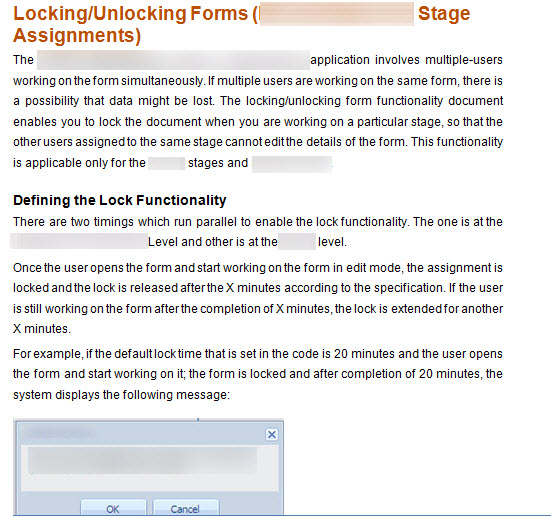 Locking/Unlocking Forms ( Stage
Assignments)
The application involves multiple-users
working on the form simultaneously. If multiple users are working on the same form, there is
a possibility that data might be lost. The locking/unlocking form functionality document
enables you to lock the document when you are working on a particular stage, so that the
other users assigned to the same stage cannot edit the details of the form. This functionality
is applicable only for the stages and
Defining the Lock Functionality
There are two timings which run parallel to enable the lock functionality. The one is at the
Level and other is at the level.
Once the user opens the form and start working on the form in edit mode, the assignment is
locked and the lock is released after the X minutes according to the specification. If the user
is still working on the form after the completion of X minutes, the lock is extended for another
X minutes.
For example, if the default lock time that is set in the code is 20 minutes and the user opens
the form and start working on it; the form is locked and after completion of 20 minutes, the
system displays the following message:
OK Cancel